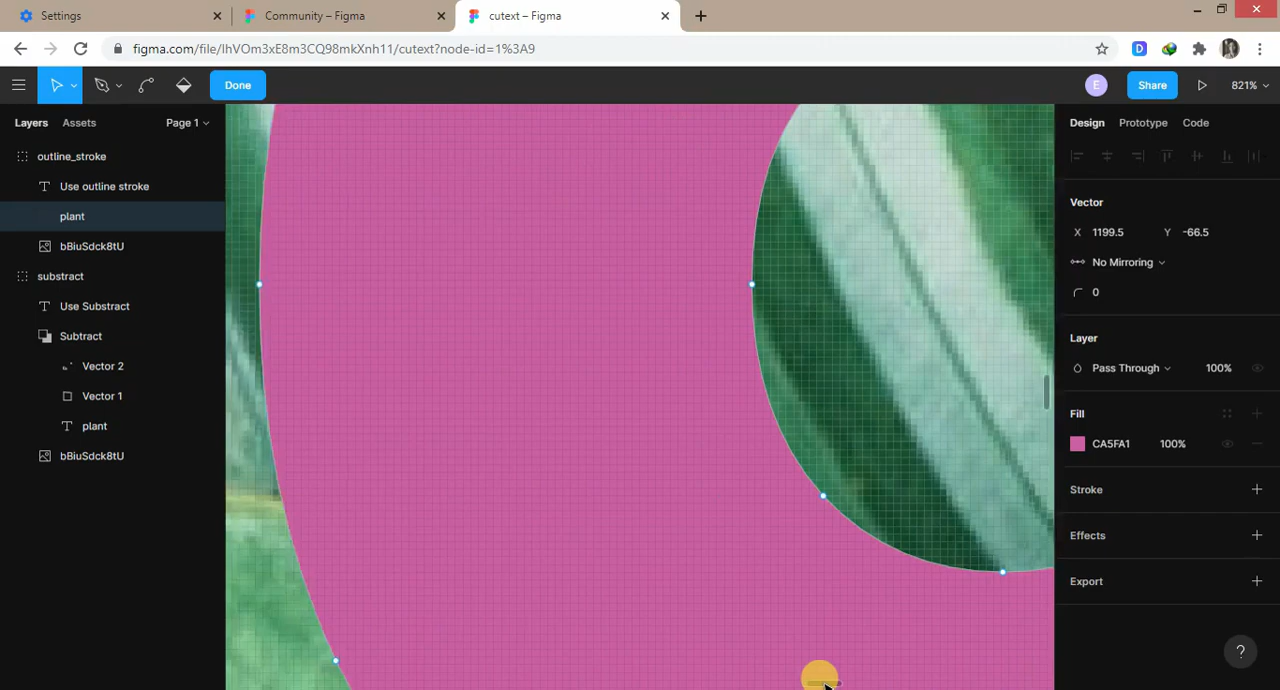 Settings
Community – Figma
cutext – Figma
figma.com/file/IhVOm3xE8m3CQ98mkXnh11/cutext?node-id=1%3A9
D
Done
E
Share
821%
Layers
Assets
Page 1
Design
Prototype
Code
outline_stroke
Use outline stroke
plant
bBiuSdck8tU
substract
Use Substract
Subtract
Vector 2
Vector 1
plant
bBiuSdck8tU
Vector
X 1199.5 Y -66.5
No Mirroring
0
Layer
Pass Through 100%
Fill
CA5FA1 100%
Stroke
Effects
Export
?